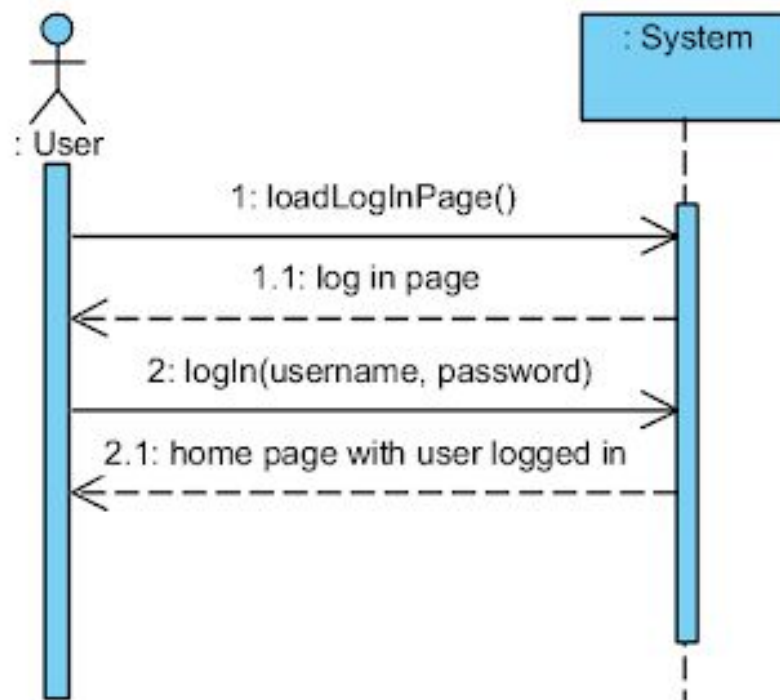 : System
: User
1: loadLogInPage()
1.1: log in page
2: logIn(username, password)
2.1: home page with user logged in